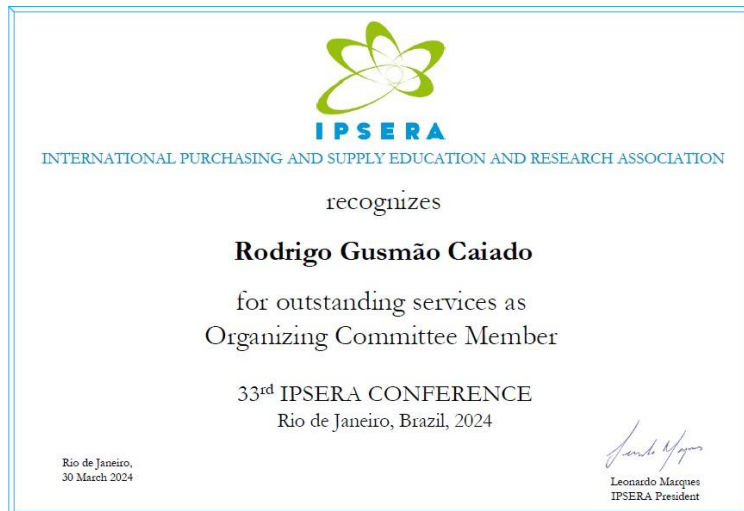 IPSERA
INTERNATIONAL PURCHASING AND SUPPLY EDUCATION AND RESEARCH ASSOCIATION
recognizes
Rodrigo Gusmão Caiado
for outstanding services as
Organizing Committee Member
33rd IPSERA CONFERENCE
Rio de Janeiro, Brazil, 2024
Rio de Janeiro,
30 March 2024
Leonardo Marques
IPSERA President